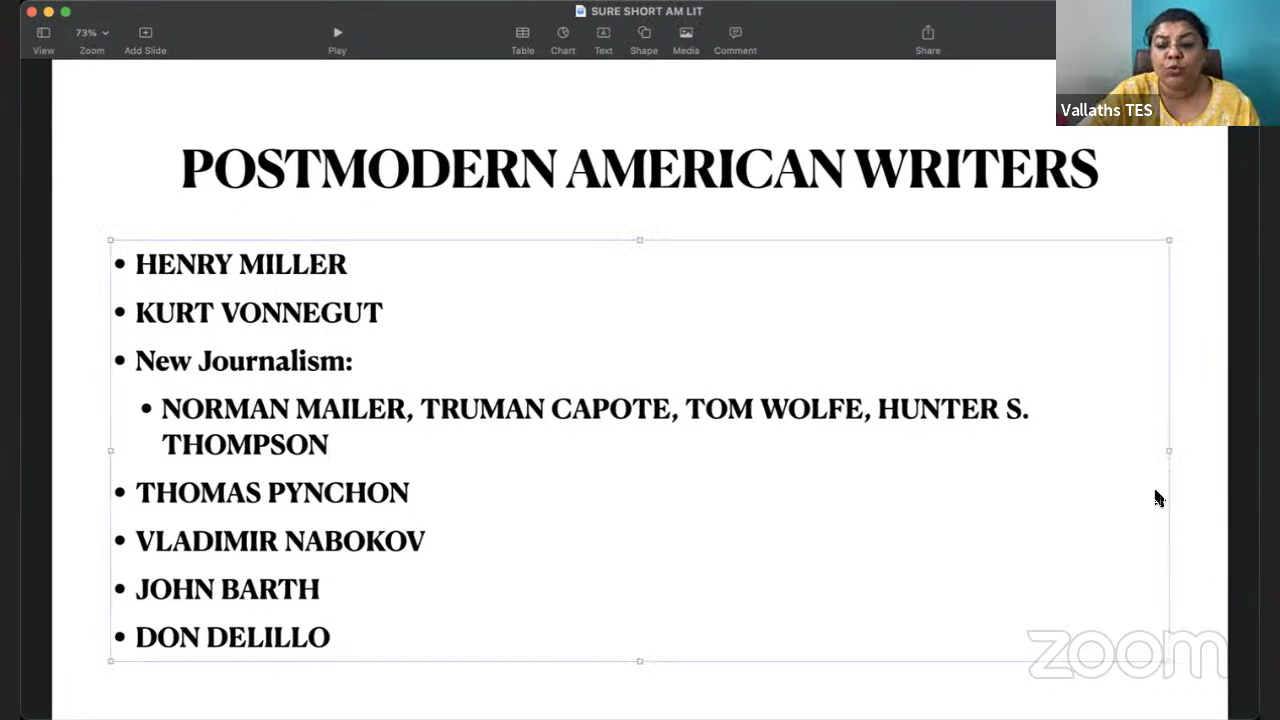 SURE SHORT AM LIT
73%
View Zoom Add Slide Play Table Chart Text Shape Media Comment Share
Vallaths TES
POSTMODERN AMERICAN WRITERS
• HENRY MILLER
• KURT VONNEGUT
• New Journalism:
• NORMAN MAILER, TRUMAN CAPOTE, TOM WOLFE, HUNTER S.
THOMPSON
• THOMAS PYNCHON
• VLADIMIR NABOKOV
• JOHN BARTH
• DON DELILLO
zoom